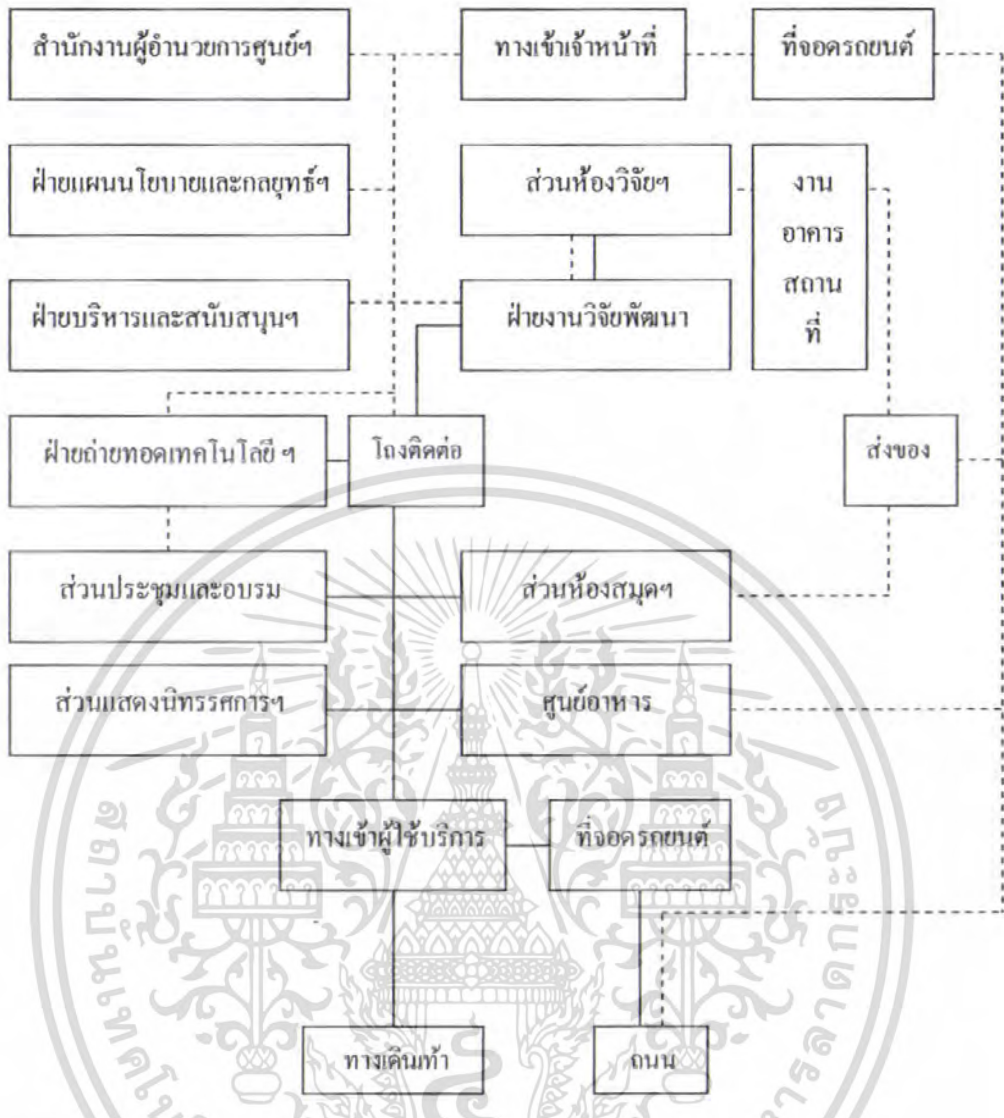 สำนักงานผู้อำนวยการศูนย์ฯ
ทางเข้าเจ้าหน้าที่
ที่จอดรถยนต์
ฝ่ายแผนนโยบายและกลยุทธ์ฯ
ส่วนห้องวิจัยฯ
งาน
อาคาร
สถาน
ที่
ฝ่ายบริหารและสนับสนุนฯ
ฝ่ายงานวิจัยพัฒนา
ฝ่ายถ่ายทอดเทคโนโลยี ฯ
โถงติดต่อ
ส่งของ
ส่วนประชุมและอบรม
ส่วนห้องสมุดฯ
ส่วนแสดงนิทรรศการฯ
ศูนย์อาหาร
ทางเข้าผู้ใช้บริการ
ที่จอดรถยนต์
ทางเดินเท้า
ถนน